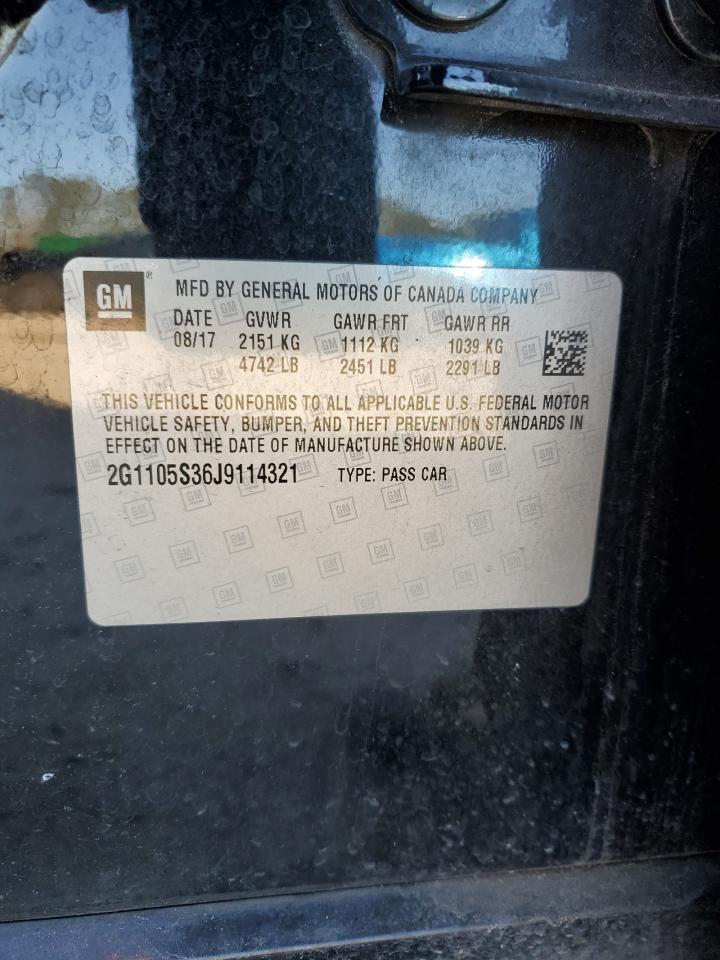 GM ® MFD BY GENERAL MOTORS OF CANADA COMPANY
DATE GVWR GAWR FRT GAWR RR
08/17 2151 KG 1112 KG 1039 KG
4742 LB 2451 LB 2291 LB
THIS VEHICLE CONFORMS TO ALL APPLICABLE U.S. FEDERAL MOTOR
VEHICLE SAFETY, BUMPER, AND THEFT PREVENTION STANDARDS IN
EFFECT ON THE DATE OF MANUFACTURE SHOWN ABOVE.
2G1105S36J9114321 TYPE: PASS CAR